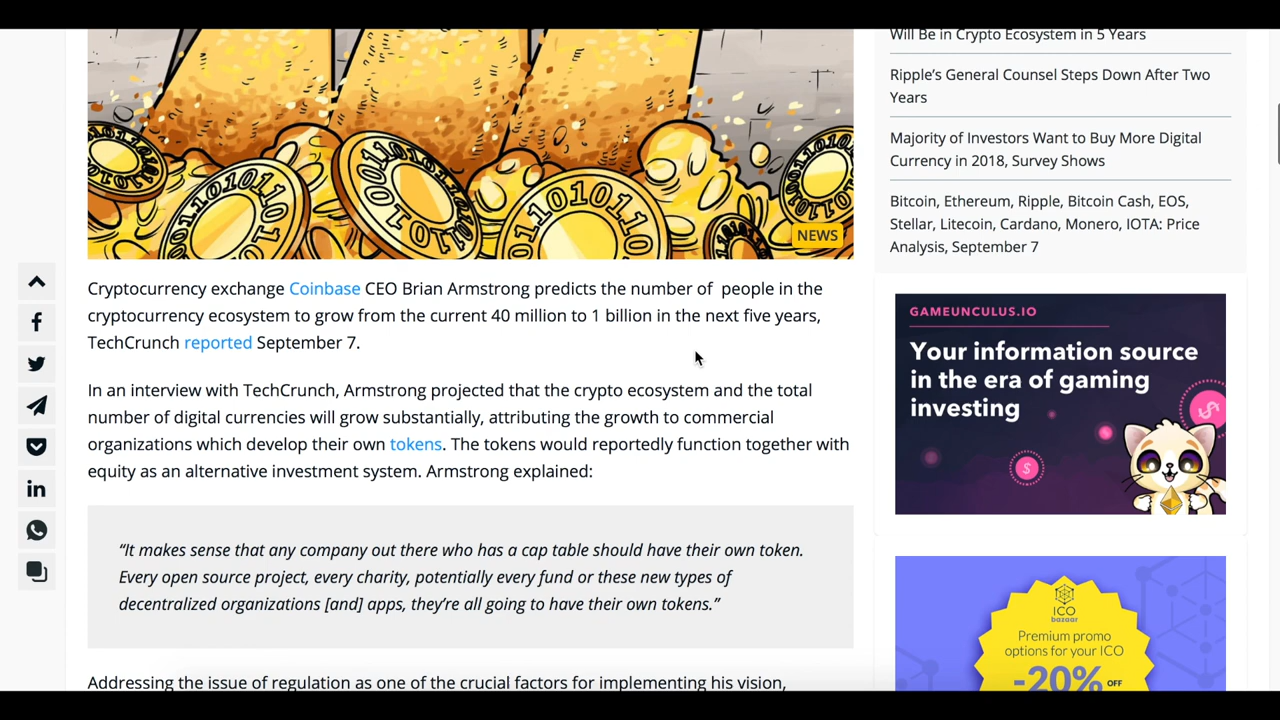 NEWS
Cryptocurrency exchange Coinbase CEO Brian Armstrong predicts the number of people in the
cryptocurrency ecosystem to grow from the current 40 million to 1 billion in the next five years,
TechCrunch reported September 7.
In an interview with TechCrunch, Armstrong projected that the crypto ecosystem and the total
number of digital currencies will grow substantially, attributing the growth to commercial
organizations which develop their own tokens. The tokens would reportedly function together with
equity as an alternative investment system. Armstrong explained:
“It makes sense that any company out there who has a cap table should have their own token.
Every open source project, every charity, potentially every fund or these new types of
decentralized organizations [and] apps, they’re all going to have their own tokens.”
Addressing the issue of regulation as one of the crucial factors for implementing his vision,
Will Be in Crypto Ecosystem in 5 Years
Ripple’s General Counsel Steps Down After Two
Years
Majority of Investors Want to Buy More Digital
Currency in 2018, Survey Shows
Bitcoin, Ethereum, Ripple, Bitcoin Cash, EOS,
Stellar, Litecoin, Cardano, Monero, IOTA: Price
Analysis, September 7
GAMEUNCULUS.IO
Your information source
in the era of gaming
investing
ICO
bazaar
Premium promo
options for your ICO
-20% OFF